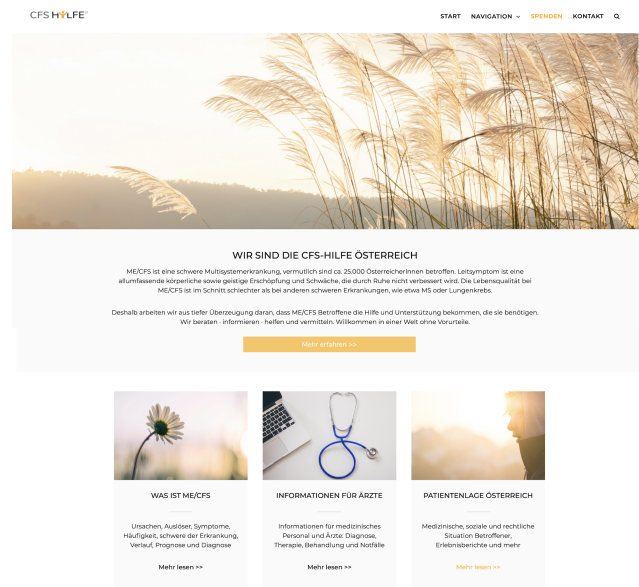 CFS HILFE
START NAVIGATION SPENDEN KONTAKT
WIR SIND DIE CFS-HILFE ÖSTERREICH
ME/CFS ist eine schwere Multisystemerkrankung, vermutlich sind ca. 25.000 ÖsterreicherInnen betroffen. Leitsymptom ist eine
allumfassende körperliche sowie geistige Erschöpfung und Schwäche, die durch Ruhe nicht verbessert wird. Die Lebensqualität bei
ME/CFS ist im Schnitt schlechter als bei anderen schweren Erkrankungen, wie etwa MS oder Lungenkrebs.
Deshalb arbeiten wir aus tiefer Überzeugung daran, dass ME/CFS Betroffene die Hilfe und Unterstützung bekommen, die sie benötigen.
Wir beraten - informieren - helfen und vermitteln. Willkommen in einer Welt ohne Vorurteile.
Mehr erfahren >>
WAS IST ME/CFS
Ursachen, Auslöser, Symptome,
Häufigkeit, schwere der Erkrankung,
Verlauf, Prognose und Diagnose
Mehr lesen >>
INFORMATIONEN FÜR ÄRZTE
Informationen für medizinisches
Personal und Ärzte: Diagnose,
Therapie, Behandlung und Notfälle
Mehr lesen >>
PATIENTENLAGE ÖSTERREICH
Medizinische, soziale und rechtliche
Situation Betroffener,
Erlebnisberichte und mehr
Mehr lesen >>